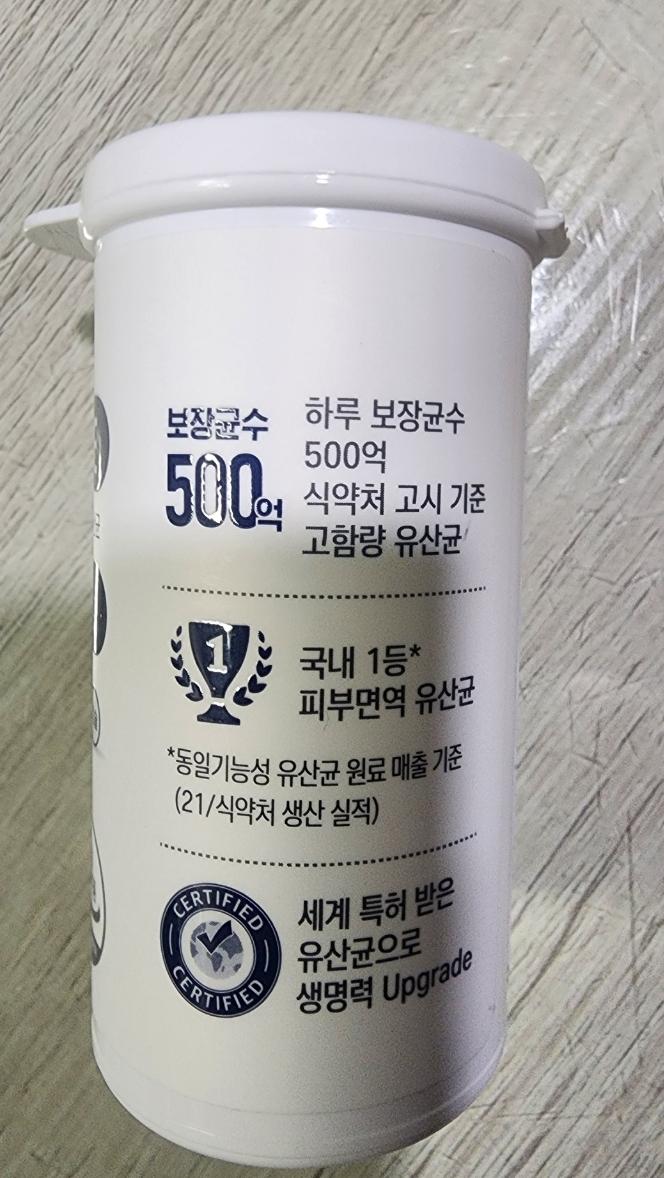 보장균수
500억
하루 보장균수
500억
식약처 고시 기준
고함량 유산균
1
국내 1등*
피부면역 유산균
*동일기능성 유산균 원료 매출 기준
(21/식약처 생산 실적)
CERTIFIED
CERTIFIED
세계 특허 받은
유산균으로
생명력 Upgrade